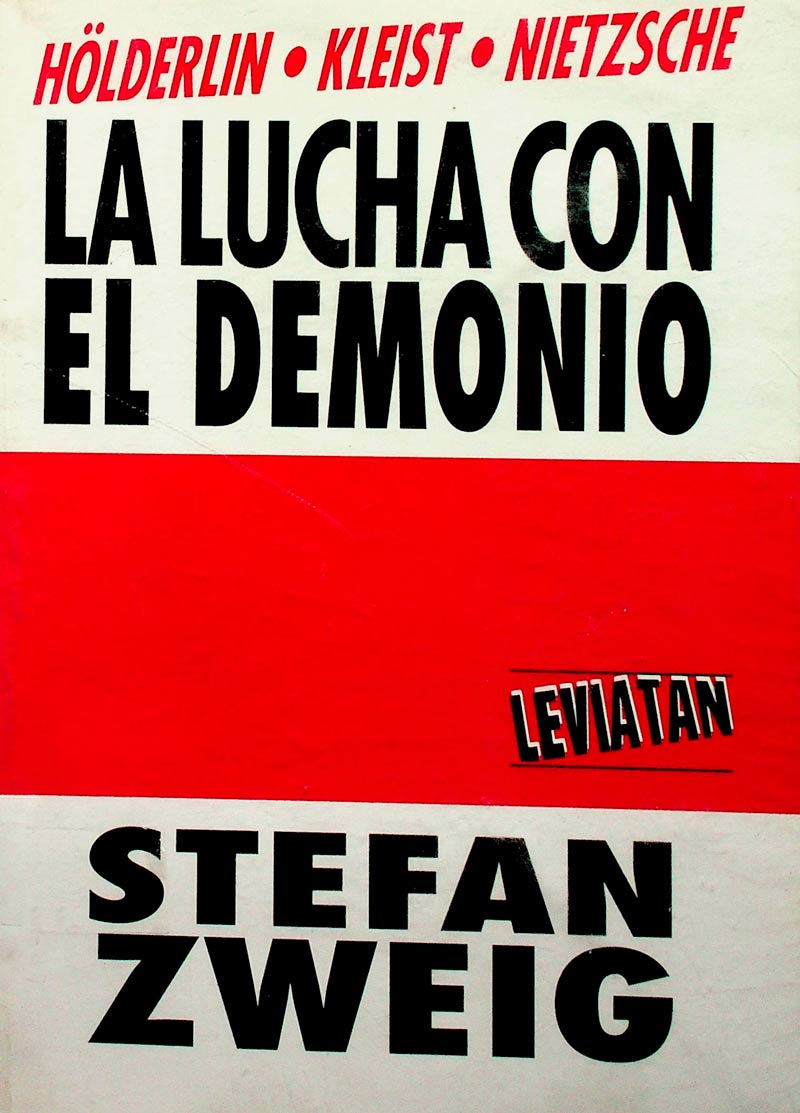 HÖLDERLIN • KLEIST • NIETZSCHE
LA LUCHA CON
EL DEMONIO
LEVIATAN
STEFAN
ZWEIG